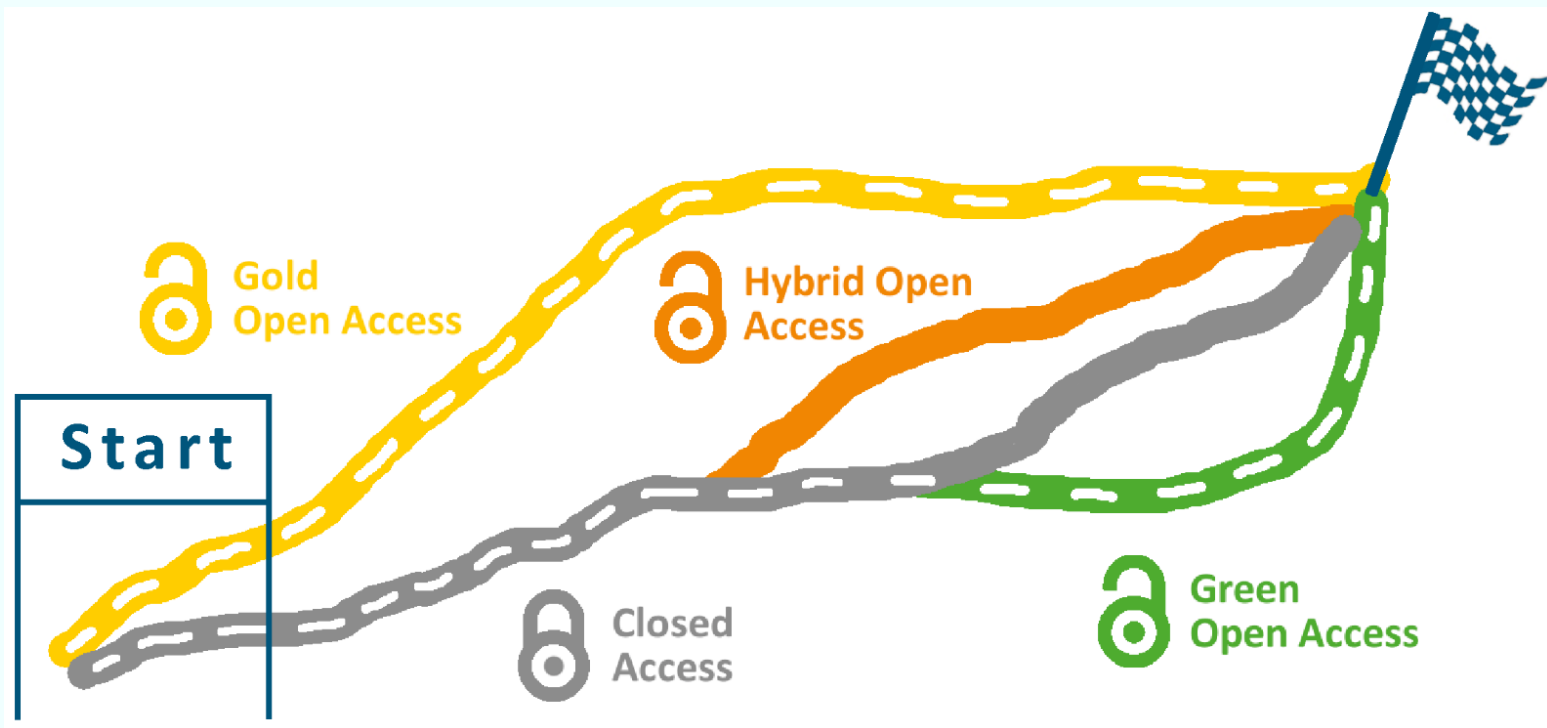 Gold
Open Access
Hybrid Open
Access
Start
Closed
Access
Green
Open Access